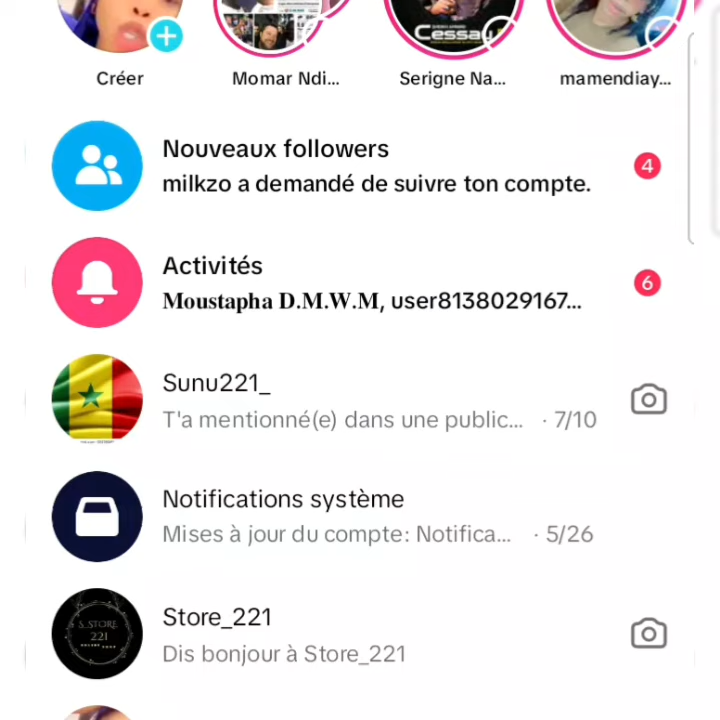 Cessay
Créer
Momar Ndi...
Serigne Na...
mamendiay...
Nouveaux followers
milkzo a demandé de suivre ton compte.
4
Activités
𝐌𝐨𝐮𝐬𝐭𝐚𝐩𝐡𝐚 𝐃.𝐌.𝐖.𝐌, user8138029167...
6
Sunu221_
T'a mentionné(e) dans une public... · 7/10
Notifications système
Mises à jour du compte: Notifica... · 5/26
S_STORE
221
Store_221
Dis bonjour à Store_221